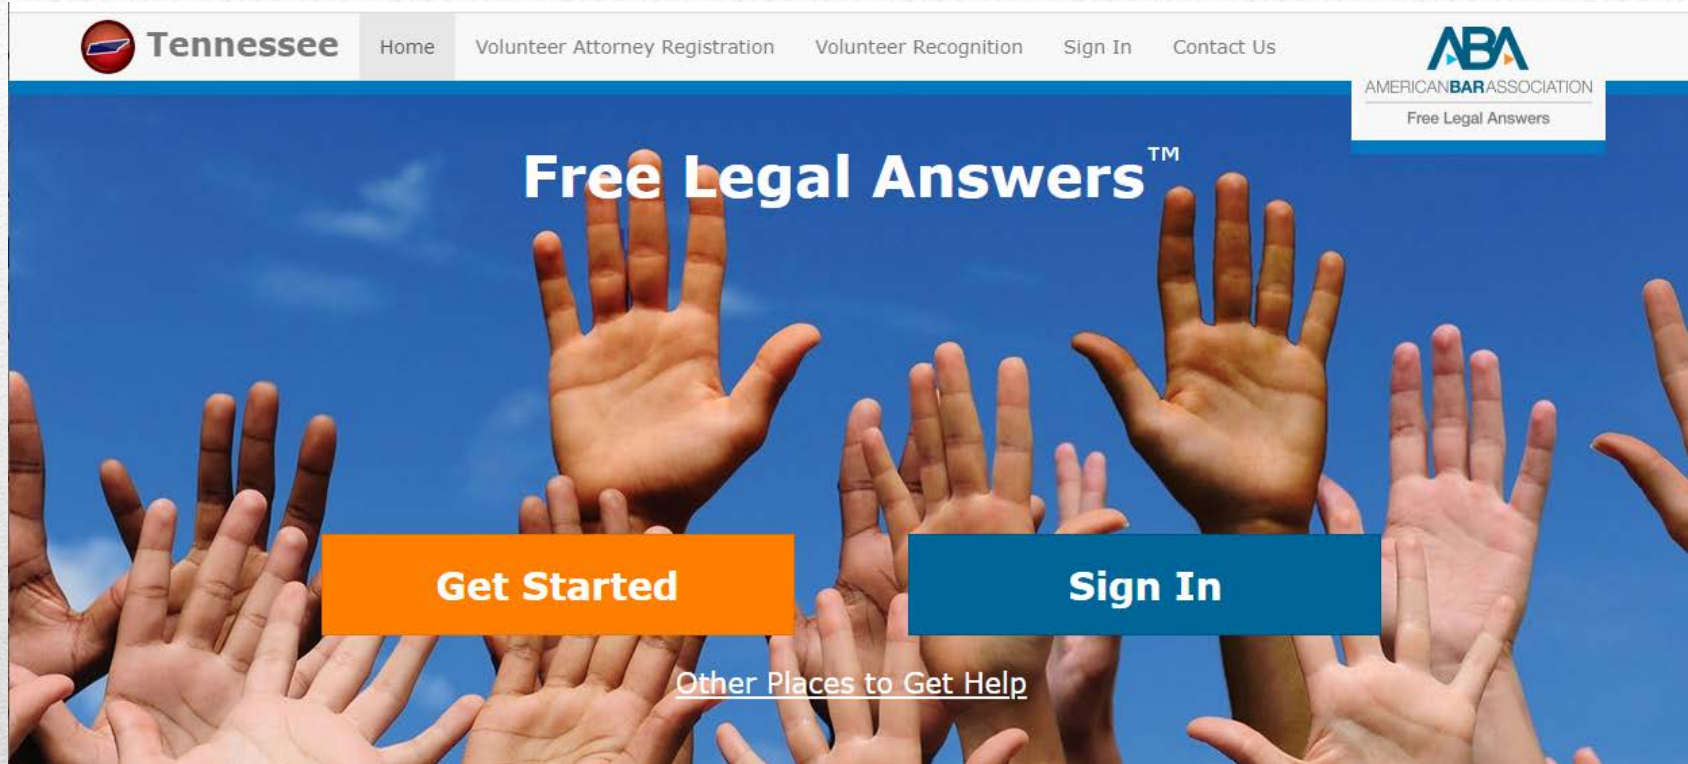 Tennessee
Home
Volunteer Attorney Registration
Volunteer Recognition
Sign In
Contact Us
ABA
AMERICANBARASSOCIATION
Free Legal Answers
Free Legal Answers™
Get Started
Sign In
Other Places to Get Help